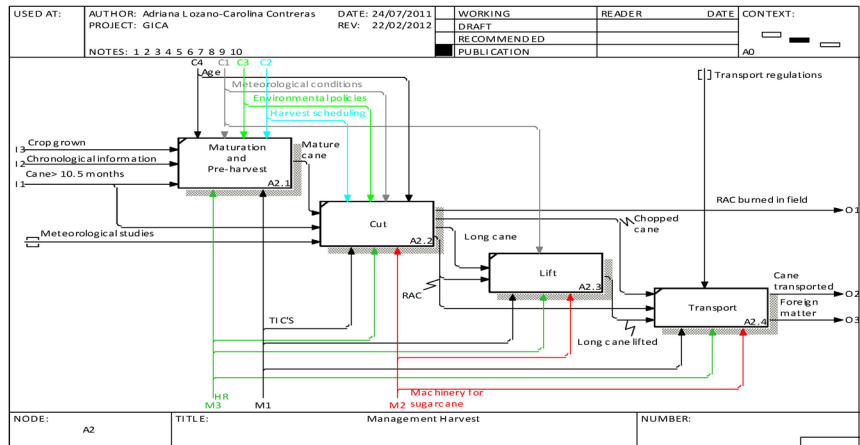 USED AT:
AUTHOR: Adriana Lozano-Carolina Contreras
DATE: 24/07/2011
WORKING
READER
DATE
CONTEXT:
PROJECT: GICA
REV: 22/02/2012
DRAFT
RECOMMENDED
NOTES: 1 2 3 4 5 6 7 8 9 10
PUBLICATION
A0
C4
C1
C3
C2
Age
Meteorological conditions
Environmental policies
Harvest scheduling
Transport regulations
I3
Crop grown
I2
Chronological information
I1
Cane> 10.5 months
Maturation
and
Pre-harvest
A2.1
Mature
cane
Meteorological studies
Cut
A2.2
RAC burned in field
O1
Chopped
cane
Long cane
Lift
A2.3
RAC
Cane
transported
O2
Foreign
matter
O3
Transport
A2.4
TIC'S
Long cane lifted
HR
M3
M1
M2
Machinery for
sugarcane
NODE:
A2
TITLE:
Management Harvest
NUMBER: